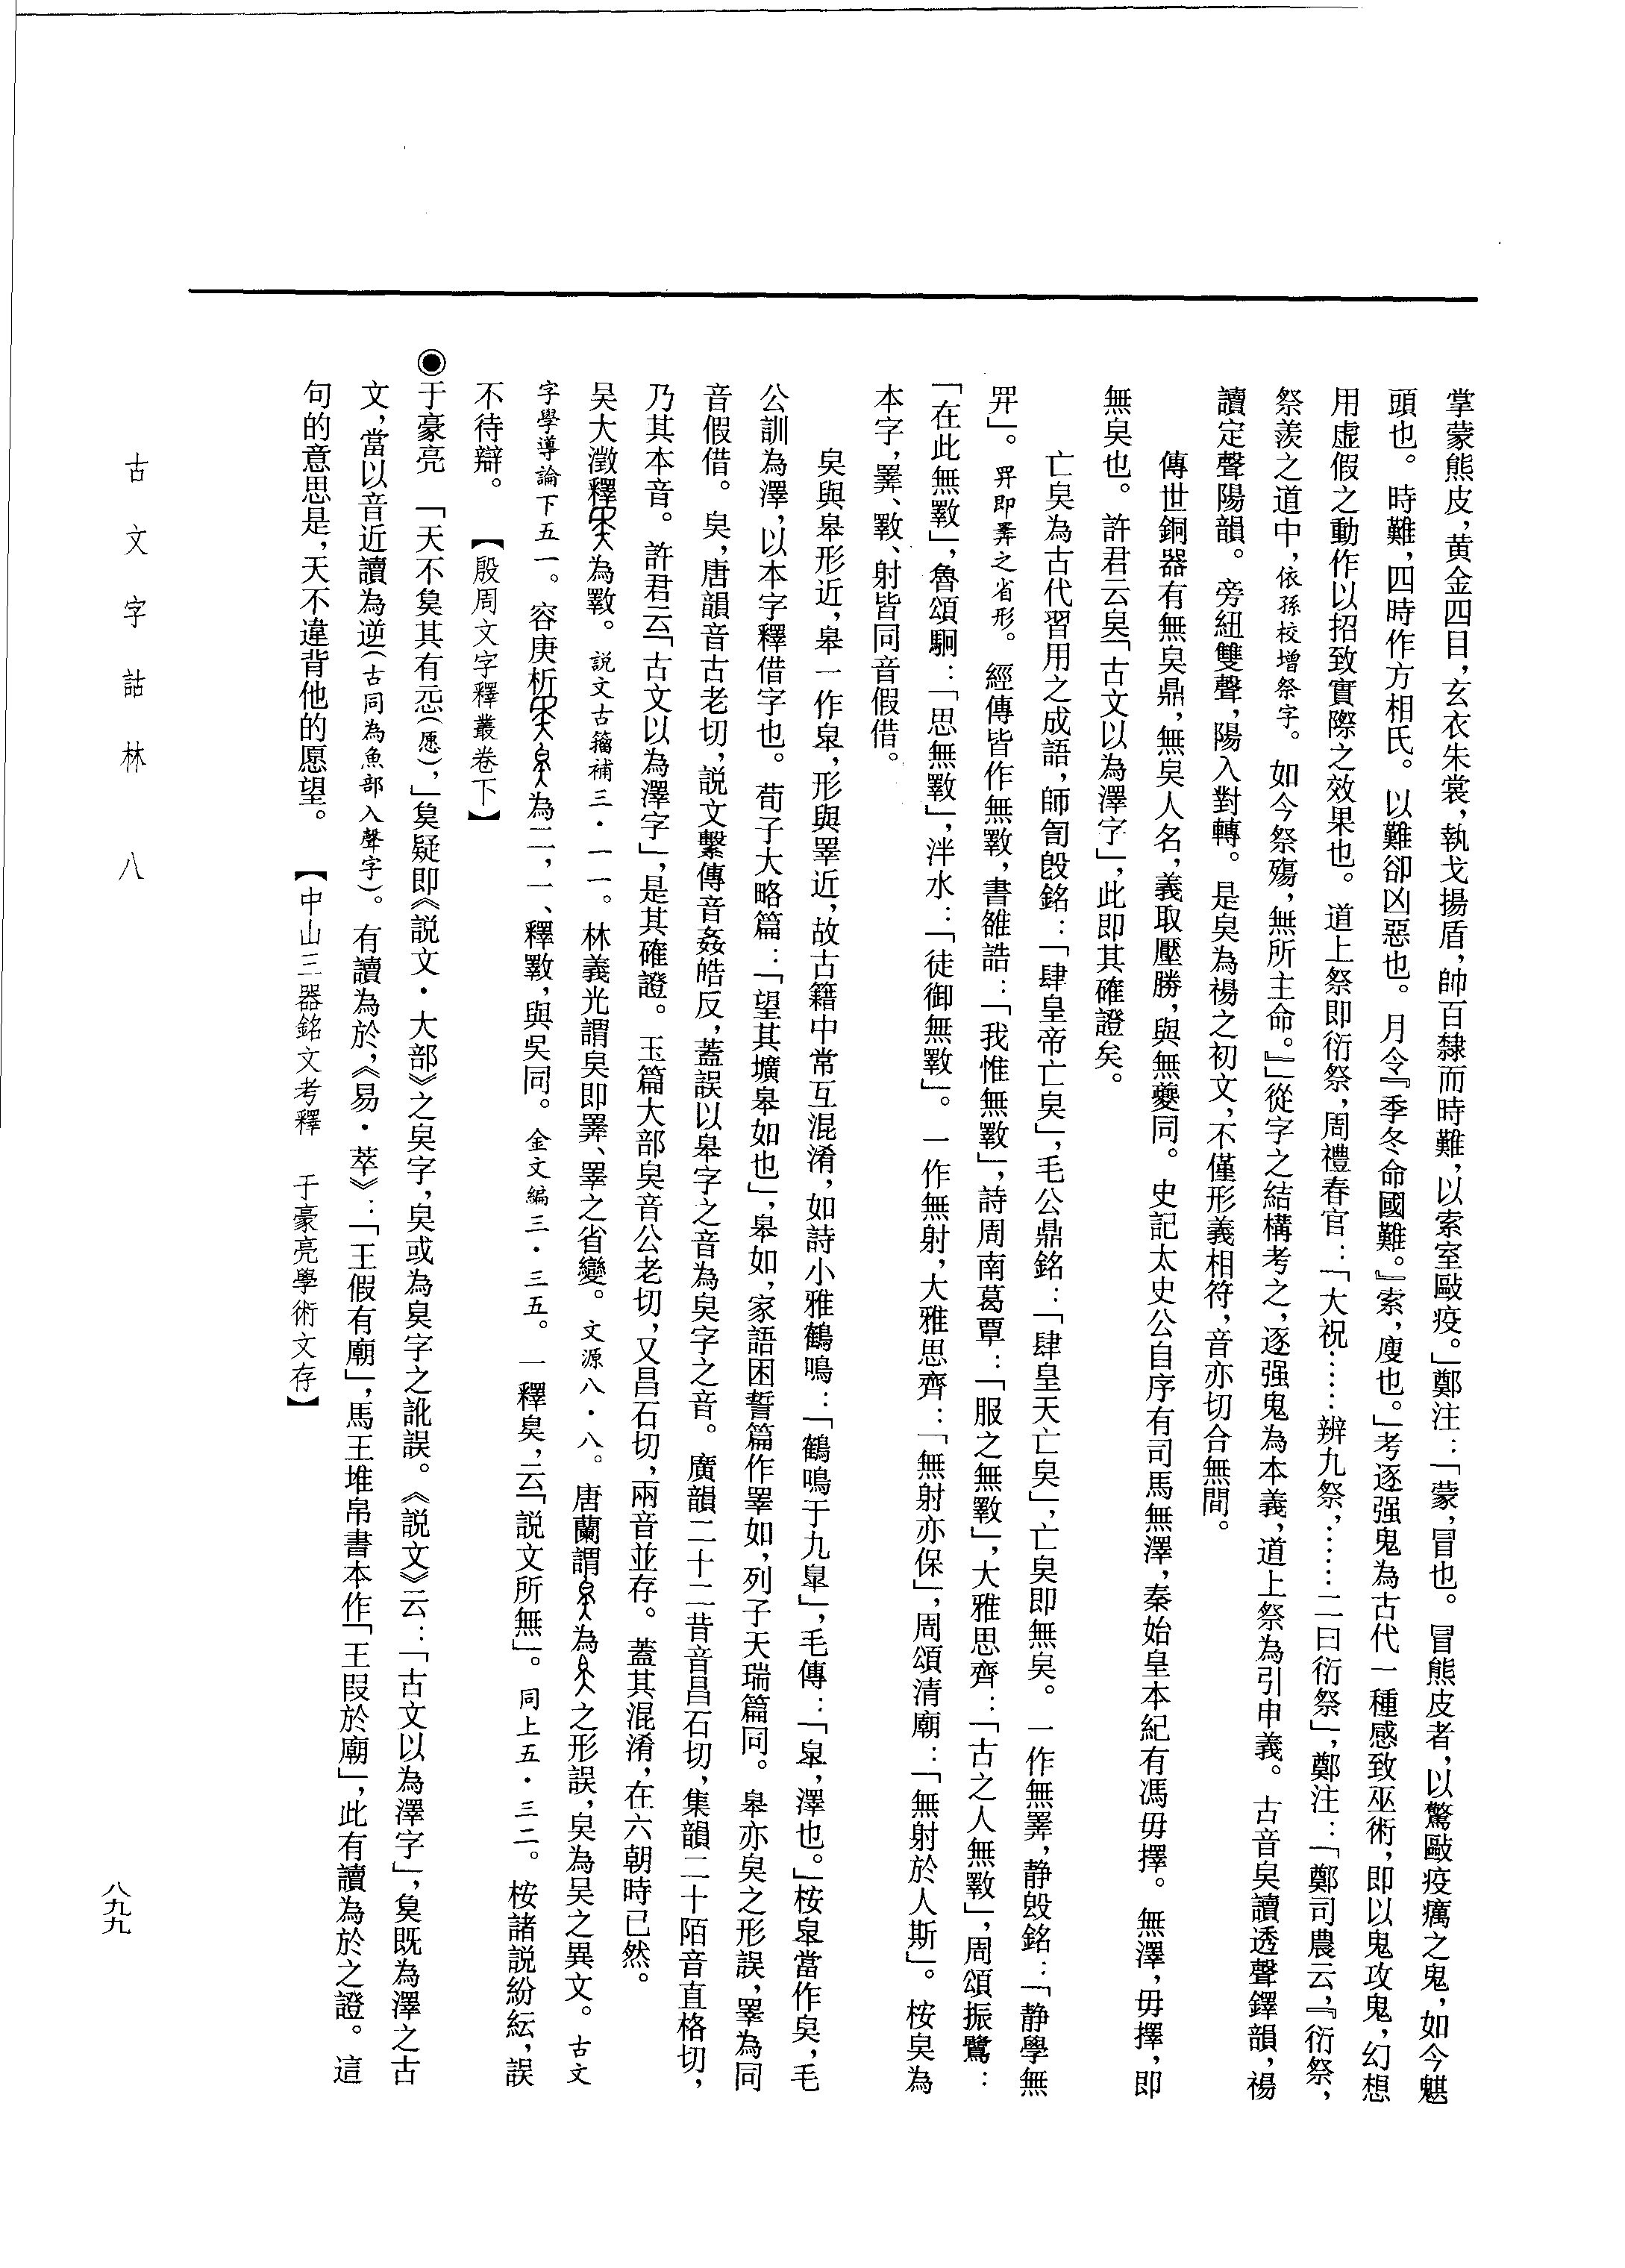 掌蒙熊皮，黄金四目，玄衣朱裳，執戈揚盾，帥百隸而時難，以索室毆疫。」鄭注：「蒙，冒也。冒熊皮者，以驚毆疫癘之鬼，如今魌
頭也。時難，四時作方相氏。以難卻凶惡也。月令『季冬命國難。』索，廋也。」考逐强鬼為古代一種感致巫術，即以鬼攻鬼，幻想
用虛假之動作以招致實際之效果也。道上祭即衍祭，周禮春官：「大祝……辨九祭，……二曰衍祭」，鄭注：「鄭司農云，『衍祭，
祭羨之道中，依孫校增祭字。如今祭殤，無所主命。』」從字之結構考之，逐强鬼為本義，道上祭為引申義。古音臭讀透聲鐸韻，禓
讀定聲陽韻。旁紐雙聲，陽入對轉。是臭為禓之初文，不僅形義相符，音亦切合無間。
傳世銅器有無臭鼎，無臭人名，義取壓勝，與無夔同。史記太史公自序有司馬無澤，秦始皇本紀有馮毋擇。無澤，毋擇，即
無臭也。許君云臭「古文以為澤字」，此即其確證矣。
亡臭為古代習用之成語，師訇𣪘銘：「肆皇帝亡臭」，毛公鼎銘：「肆皇天亡臭」，亡臭即無臭。一作無斁，静𣪘銘：「静學無
𢍏」。𢍏即𢍰之省形。經傳皆作無斁，書雒誥：「我惟無斁」，詩周南葛覃：「服之無斁」，大雅思齊：「古之人無斁」，周頌振鷺：
「在此無斁」，魯頌駉：「思無斁」，泮水：「徒御無斁」。一作無射，大雅思齊：「無射亦保」，周頌清廟：「無射於人斯」。桉臭為
本字，睪、斁、射皆同音假借。
臭與皋形近，皋一作皐，形與睪近，故古籍中常互混淆，如詩小雅鶴鳴：「鶴鳴于九皐」，毛傳：「皐，澤也。」桉皐當作臭，毛
公訓為澤，以本字釋借字也。荀子大略篇：「望其壙皋如也」，皋如，家語困誓篇作睪如，列子天瑞篇同。皋亦臭之形誤，睪為同
音假借。臭，唐韻音古老切，説文繫傳音姦皓反，蓋誤以皋字之音為臭字之音。廣韻二十二昔音昌石切，集韻二十陌音直格切，
乃其本音。許君云「古文以為澤字」，是其確證。玉篇大部臭音公老切，又昌石切，兩音並存。蓋其混淆，在六朝時已然。
吴大澂釋為斁。説文古籀補三·一一。林義光謂臭即睪、睪之省變。文源八·八。唐蘭謂為之形誤，臭為吴之異文。古文
字學導論下五一。容庚析為二，一、釋斁，與吳同。金文編三·三五。一釋臭，云「説文所無」。同上五·三二。桉諸説紛紜，誤
不待辯。【殷周文字釋叢卷下】
◉于豪亮　「天不臭其有忨（愿），」臭疑即《説文·大部》之臭字，臭或為臭字之訛誤。《説文》云：「古文以為澤字」，臭既為澤之古
文，當以音近讀為逆（古同為魚部入聲字）。有讀為於，《易·萃》：「王假有廟」，馬王堆帛書本作「王叚於廟」，此有讀為於之證。這
句的意思是，天不違背他的愿望。【中山三器銘文考釋　于豪亮學術文存】
古文字詁林　八
八九九